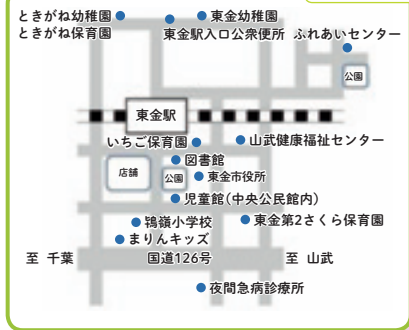 ときがね幼稚園
ときがね保育園
東金幼稚園
東金駅入口公衆便所
ふれあいセンター
公園
東金駅
いちご保育園
山武健康福祉センター
図書館
店舗
公園
東金市役所
児童館(中央公民館内)
鴇嶺小学校
東金第2さくら保育園
まりんキッズ
至 千葉
国道126号
至 山武
夜間急病診療所